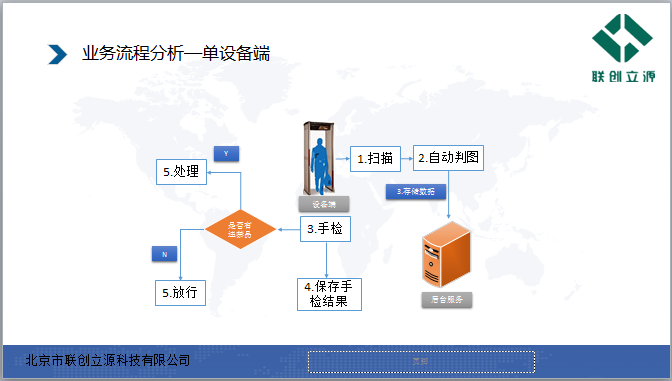 业务流程分析—单设备端
联创立源
Y
5.处理
1.扫描
2.自动判图
3.存储数据
设备端
是否有
违禁品
3.手检
N
5.放行
4.保存手
检结果
后台服务
北京市联创立源科技有限公司